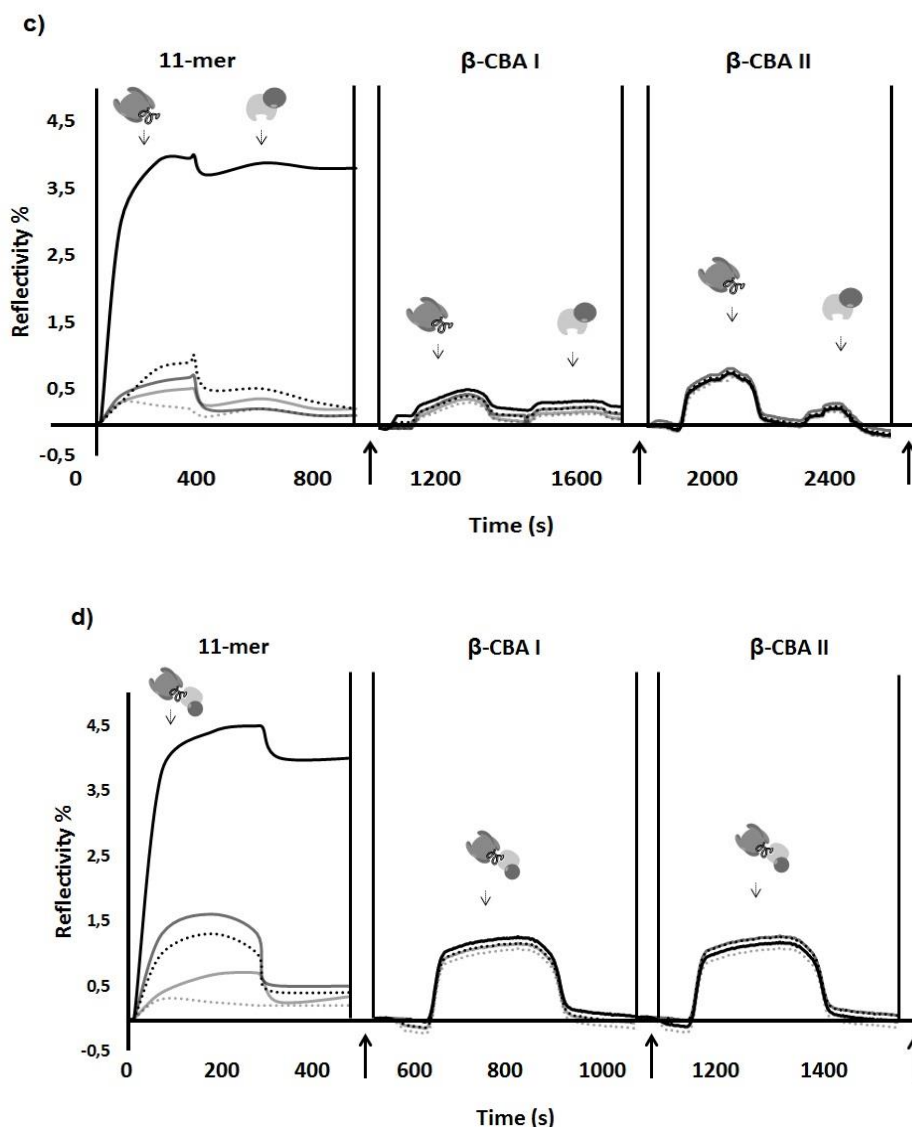 c)
11-mer
β-CBA I
β-CBA II
Reflectivity %
4,5
3,5
2,5
1,5
0,5
-0,5
0 400 800 1200 1600 2000 2400
Time (s)
d)
11-mer
β-CBA I
β-CBA II
Reflectivity %
4,5
3,5
2,5
1,5
0,5
-0,5
0 200 400 600 800 1000 1200 1400
Time (s)